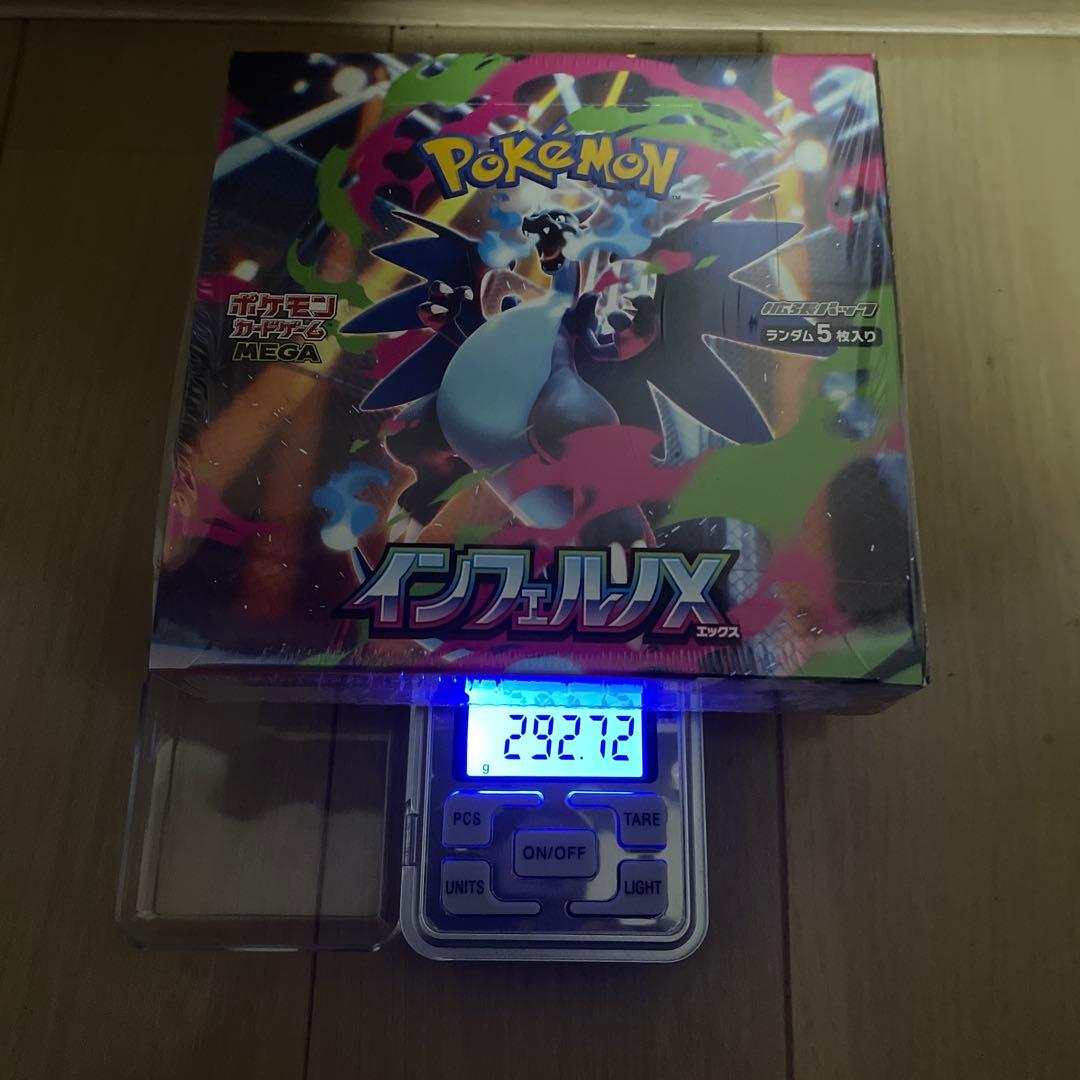 POKéMON
TM
ポケモン
カードゲーム
MEGA
拡張パック
ランダム5枚入り
インフェルノX
エックス
292.72
g
PCS
TARE
ON/OFF
UNITS
LIGHT